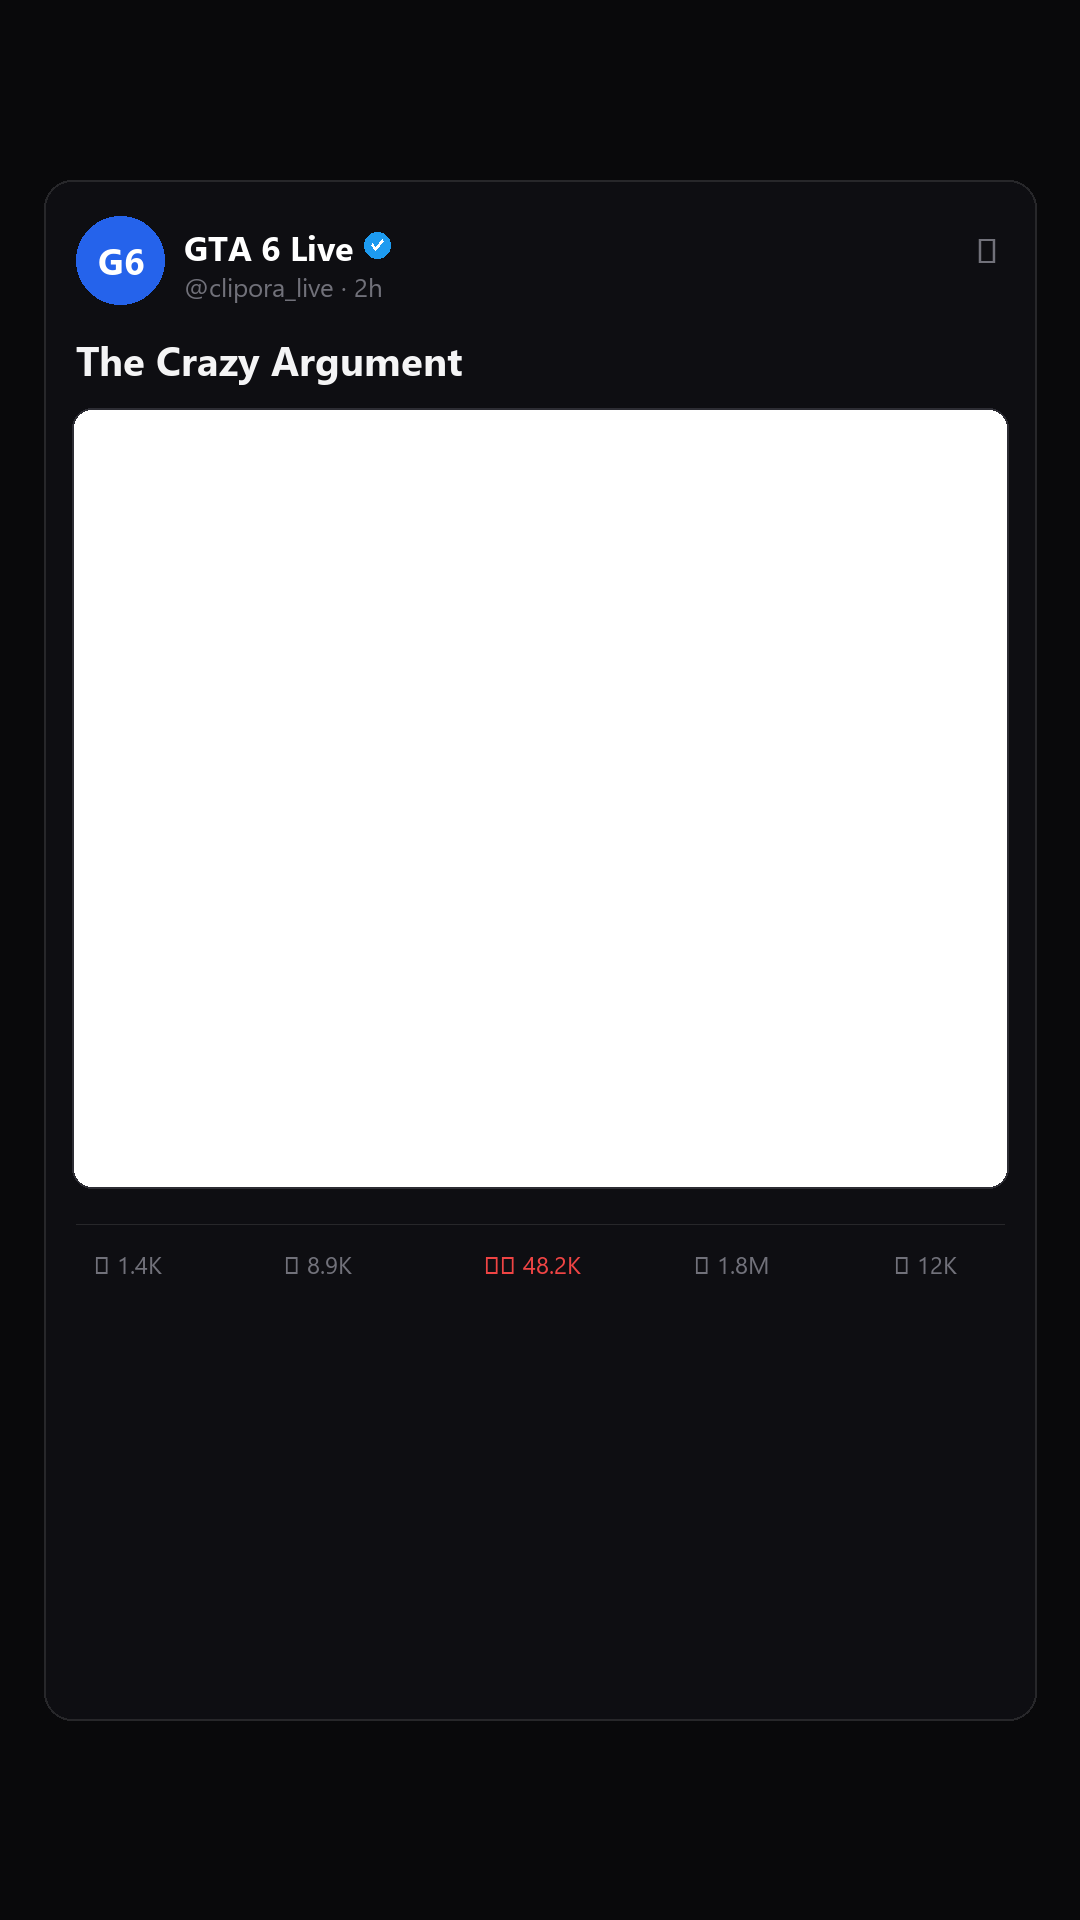 G6
GTA 6 Live
@clipora_live · 2h
The Crazy Argument
1.4K 8.9K 48.2K 1.8M 12K